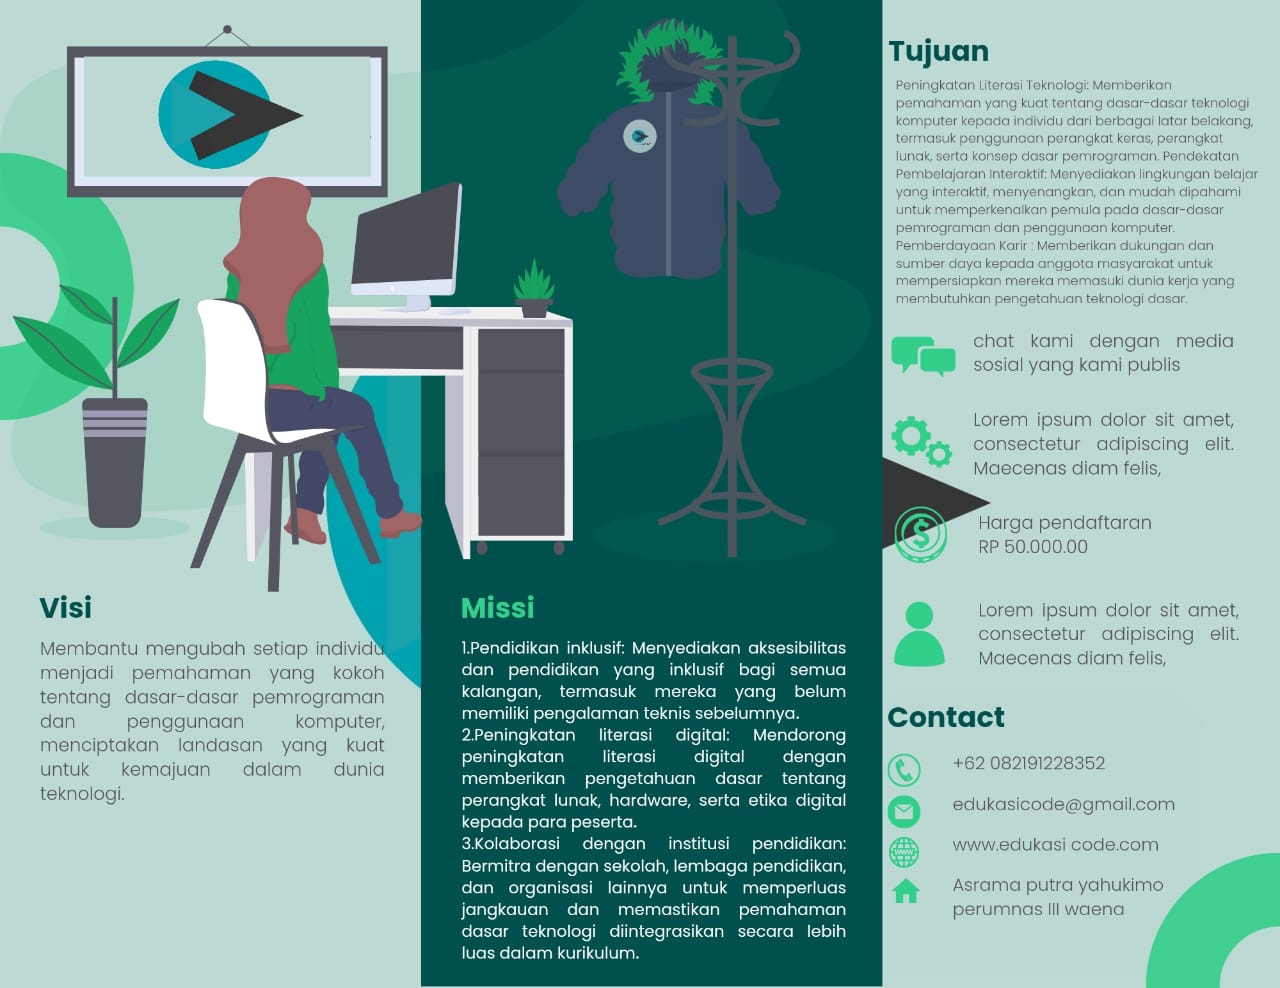 Visi
Membantu mengubah setiap individu
menjadi pemahaman yang kokoh
tentang dasar-dasar pemrograman
dan penggunaan komputer,
menciptakan landasan yang kuat
untuk kemajuan dalam dunia
teknologi.
Missi
1.Pendidikan inklusif: Menyediakan aksesibilitas
dan pendidikan yang inklusif bagi semua
kalangan, termasuk mereka yang belum
memiliki pengalaman teknis sebelumnya.
2.Peningkatan literasi digital: Mendorong
peningkatan literasi digital dengan
memberikan pengetahuan dasar tentang
perangkat lunak, hardware, serta etika digital
kepada para peserta.
3.Kolaborasi dengan institusi pendidikan:
Bermitra dengan sekolah, lembaga pendidikan,
dan organisasi lainnya untuk memperluas
jangkauan dan memastikan pemahaman
dasar teknologi diintegrasikan secara lebih
luas dalam kurikulum.
Tujuan
Peningkatan Literasi Teknologi: Memberikan
pemahaman yang kuat tentang dasar-dasar teknologi
komputer kepada individu dari berbagai latar belakang,
termasuk penggunaan perangkat keras, perangkat
lunak, serta konsep dasar pemrograman. Pendekatan
Pembelajaran Interaktif: Menyediakan lingkungan belajar
yang interaktif, menyenangkan, dan mudah dipahami
untuk memperkenalkan pemula pada dasar-dasar
pemrograman dan penggunaan komputer.
Pemberdayaan Karir : Memberikan dukungan dan
sumber daya kepada anggota masyarakat untuk
mempersiapkan mereka memasuki dunia kerja yang
membutuhkan pengetahuan teknologi dasar.
chat kami dengan media
sosial yang kami publis
Lorem ipsum dolor sit amet,
consectetur adipiscing elit.
Maecenas diam felis,
Harga pendaftaran
RP 50.000.00
Lorem ipsum dolor sit amet,
consectetur adipiscing elit.
Maecenas diam felis,
Contact
+62 082191228352
edukasicode@gmail.com
www.edukasi code.com
Asrama putra yahukimo
perumnas III waena